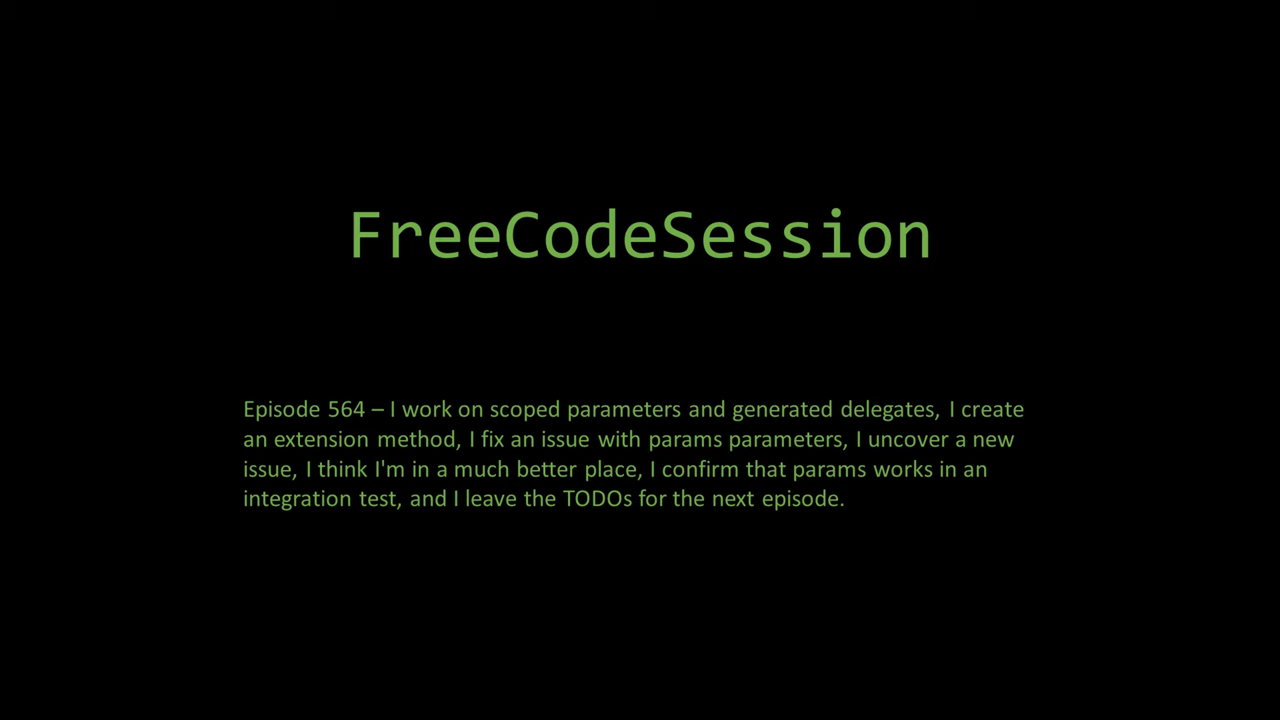 FreeCodeSession
Episode 564 – I work on scoped parameters and generated delegates, I create
an extension method, I fix an issue with params parameters, I uncover a new
issue, I think I'm in a much better place, I confirm that params works in an
integration test, and I leave the TODOs for the next episode.